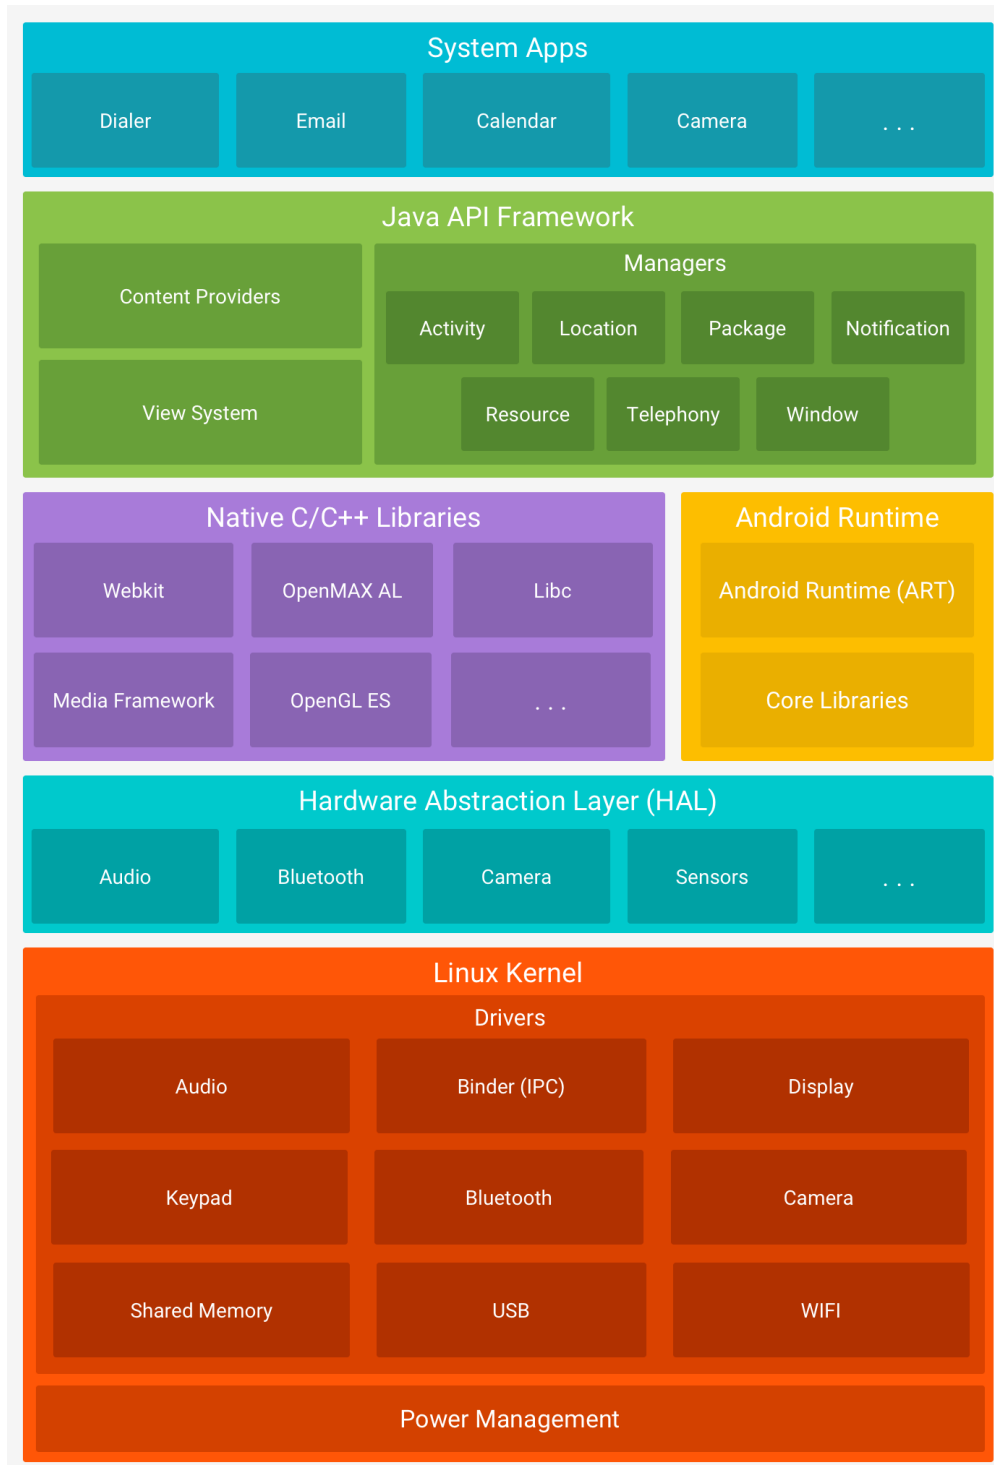 System Apps
Dialer
Email
Calendar
Camera
. . .
Java API Framework
Content Providers
View System
Managers
Activity
Location
Package
Notification
Resource
Telephony
Window
Native C/C++ Libraries
Webkit
OpenMAX AL
Libc
Media Framework
OpenGL ES
. . .
Android Runtime
Android Runtime (ART)
Core Libraries
Hardware Abstraction Layer (HAL)
Audio
Bluetooth
Camera
Sensors
. . .
Linux Kernel
Drivers
Audio
Binder (IPC)
Display
Keypad
Bluetooth
Camera
Shared Memory
USB
WIFI
Power Management